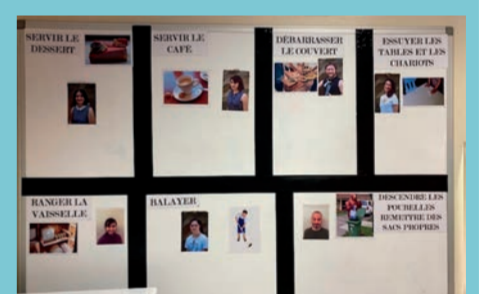 SERVIR LE
DESSERT
SERVIR LE
CAFÉ
DÉBARRASSER
LE COUVERT
ESSUYER LES
TABLES ET LES
CHARIOTS
RANGER LA
VAISSELLE
BALAYER
DESCENDRE LES
POUBELLES
REMETTRE DES
SACS PROPRES